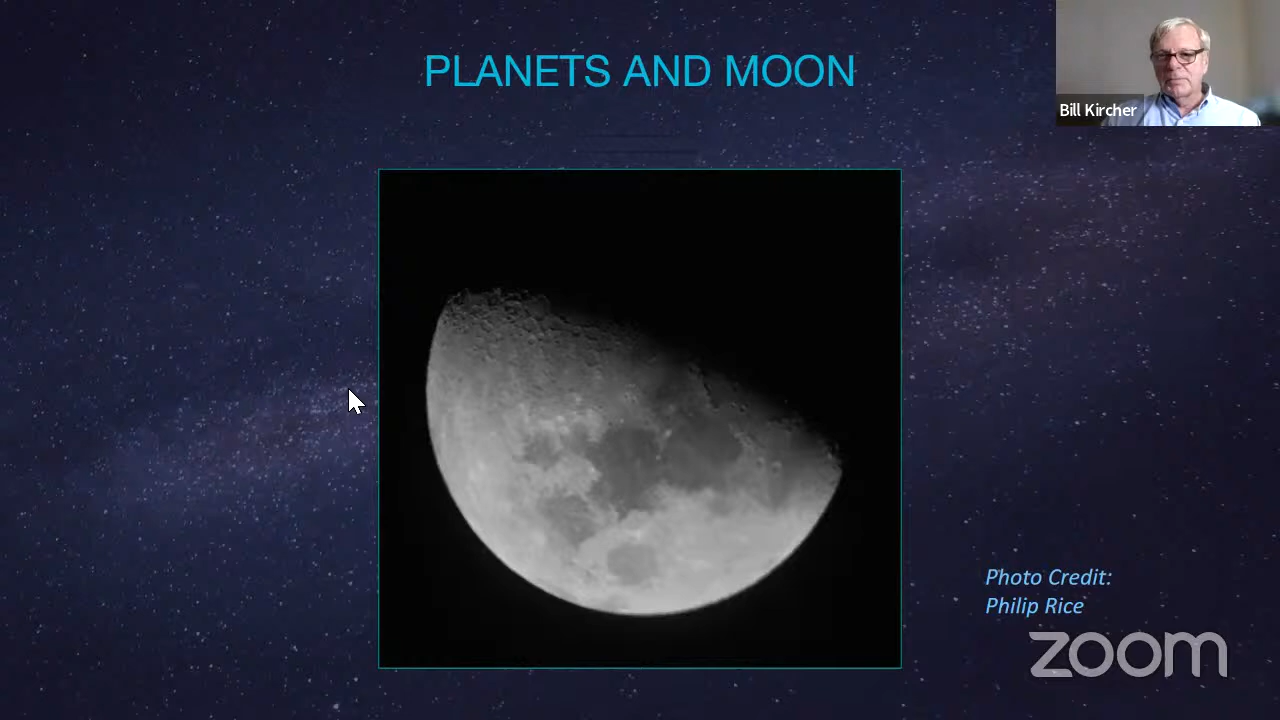 PLANETS AND MOON
Bill Kircher
Photo Credit:
Philip Rice
zoom